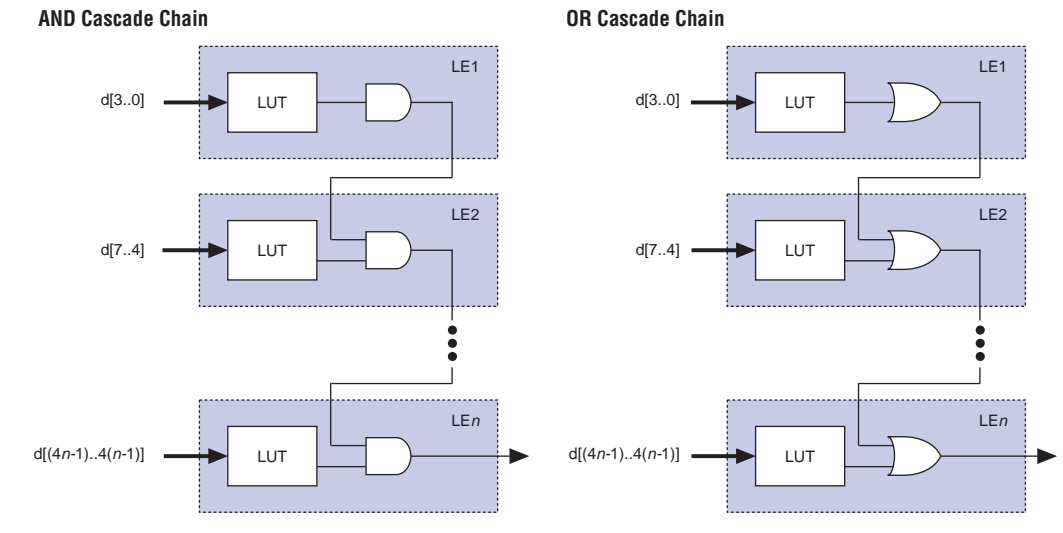 AND Cascade Chain
LE1
d[3..0]
LUT
LE2
d[7..4]
LUT
LEn
d[(4n-1)..4(n-1)]
LUT
OR Cascade Chain
LE1
d[3..0]
LUT
LE2
d[7..4]
LUT
LEn
d[(4n-1)..4(n-1)]
LUT